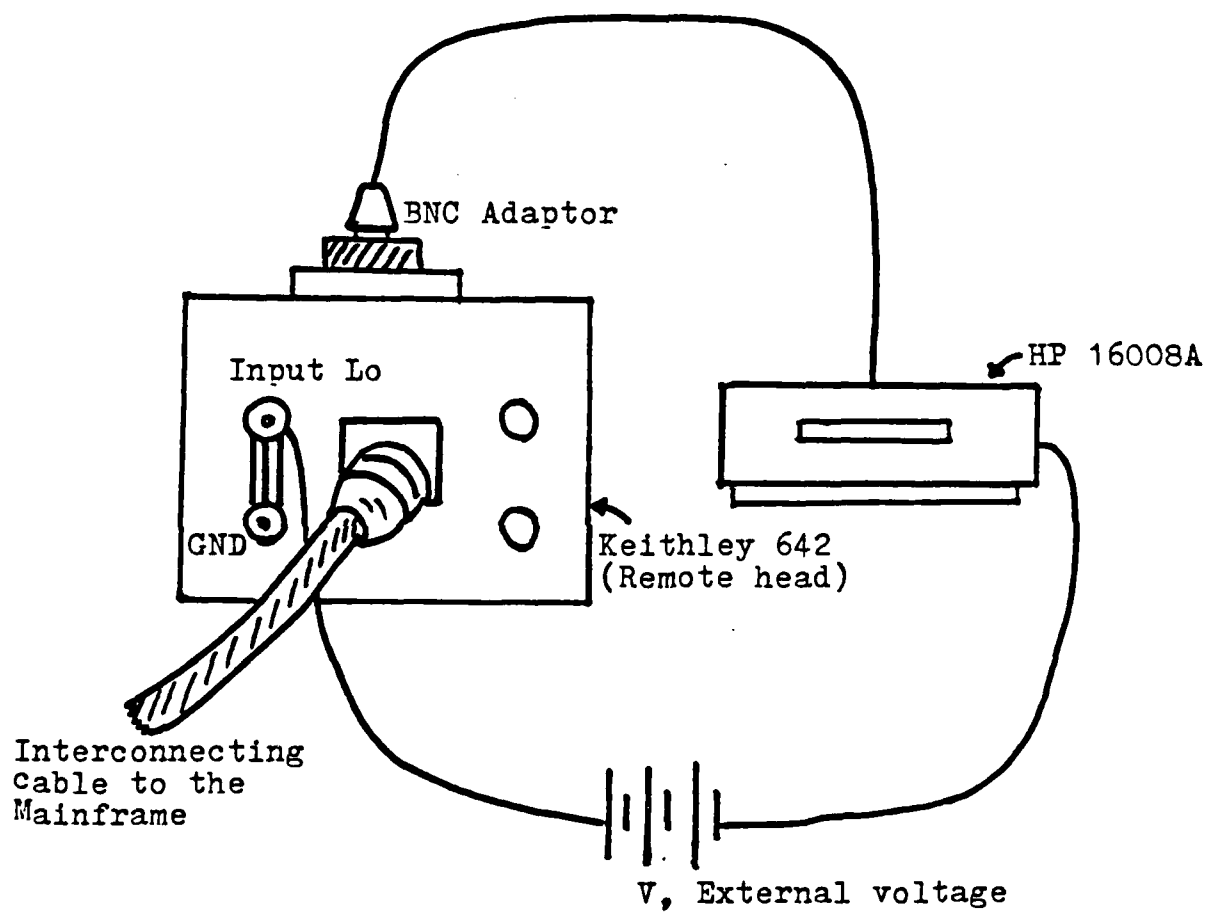 BNC Adaptor
Input Lo
HP 16008A
GND
Keithley 642
(Remote head)
Interconnecting
cable to the
Mainframe
V, External voltage